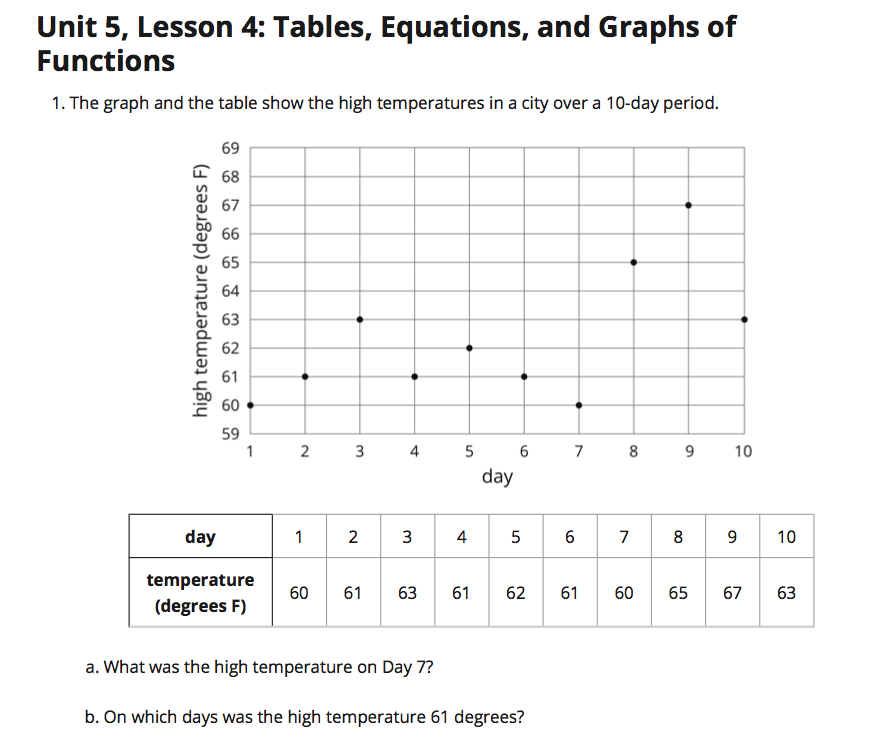 Unit 5, Lesson 4: Tables, Equations, and Graphs of
Functions
1. The graph and the table show the high temperatures in a city over a 10-day period.
high temperature (degrees F)
69
68
67
66
65
64
63
62
61
60
59
1 2 3 4 5 6 7 8 9 10
day
day 1 2 3 4 5 6 7 8 9 10
temperature
(degrees F) 60 61 63 61 62 61 60 65 67 63
a. What was the high temperature on Day 7?
b. On which days was the high temperature 61 degrees?